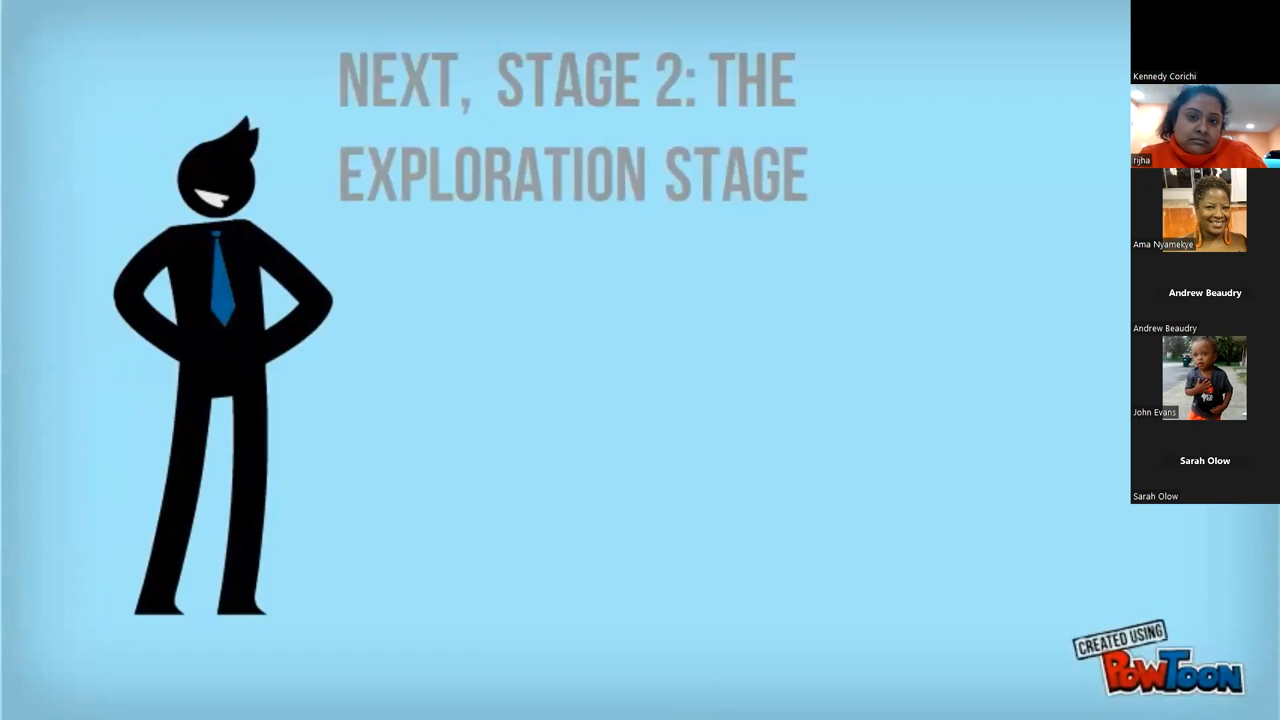 NEXT, STAGE 2: THE
EXPLORATION STAGE
Kennedy Corichi
rijha
Ama Nyamekye
Andrew Beaudry
Andrew Beaudry
John Evans
Sarah Olow
Sarah Olow
CREATED USING
POWTOON